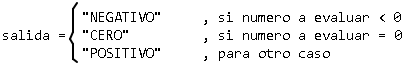 "NEGATIVO" , si numero a evaluar < 0
salida = { "CERO" , si numero a evaluar = 0
"POSITIVO" , para otro caso